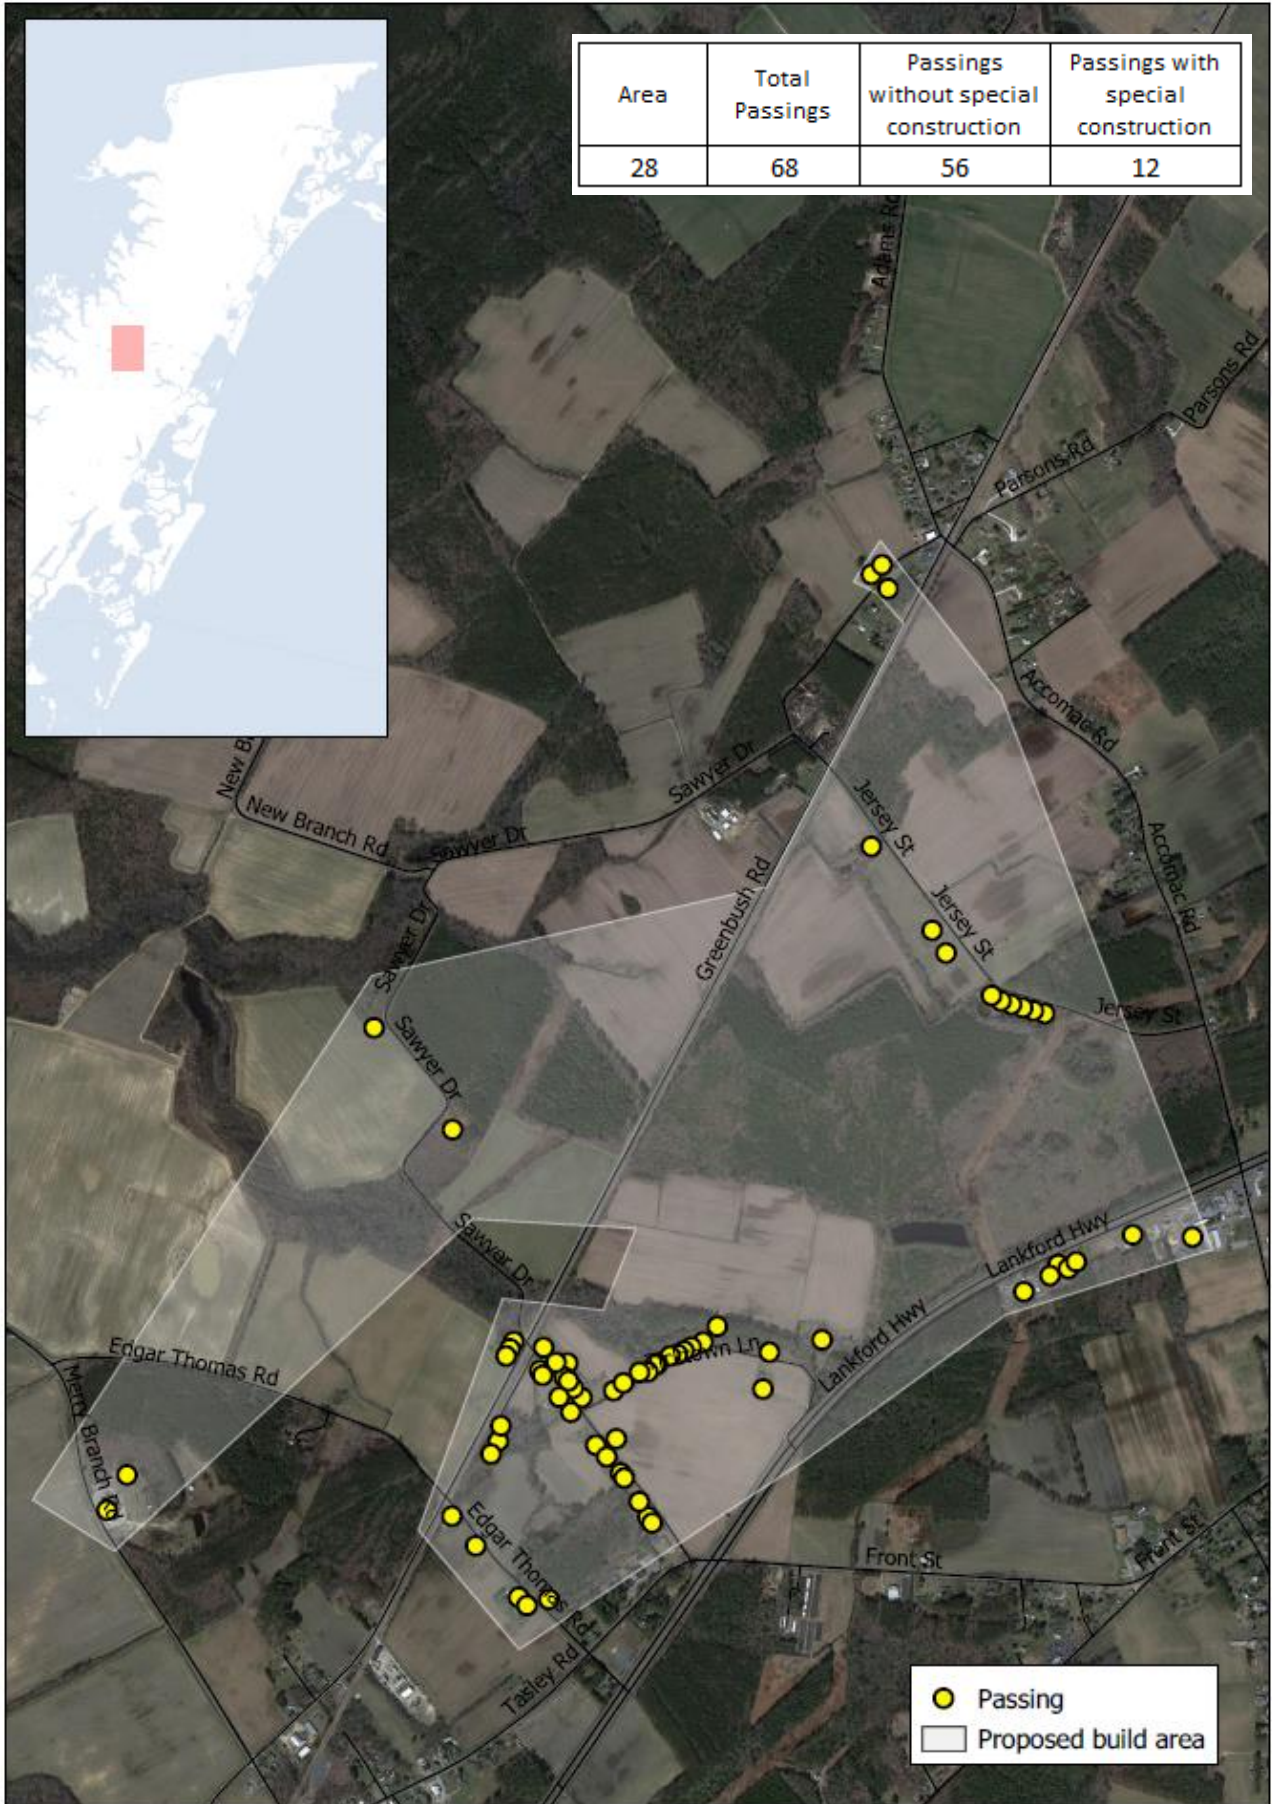 Area
Total
Passings
Passings
without special
construction
Passings with
special
construction
28
68
56
12
Adams Rd
Parsons Rd
Parsons Rd
Accomac Rd
New Branch Rd
Sawyer Dr
Sawyer Dr
Jersey St
Accomac Rd
Greenbush Rd
Jersey St
Sawyer Dr
Jersey St
Sawyer Dr
Sawyer Dr
Lankford Hwy
Lankford Hwy
Edgar Thomas Rd
Merry Branch Rd
Edgar Thomas Rd
Front St
Front St
Tasley Rd
Passing
Proposed build area